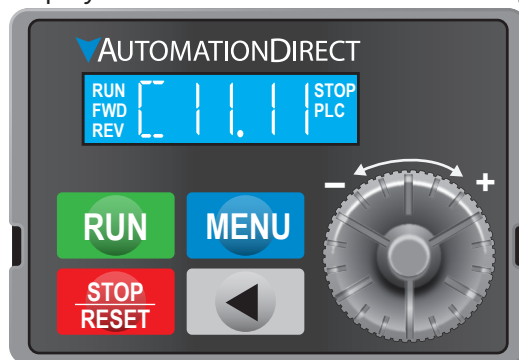 AUTOMATIONDIRECT
RUN STOP
FWD C 11.11 PLC
REV
− +
RUN MENU
STOP
RESET